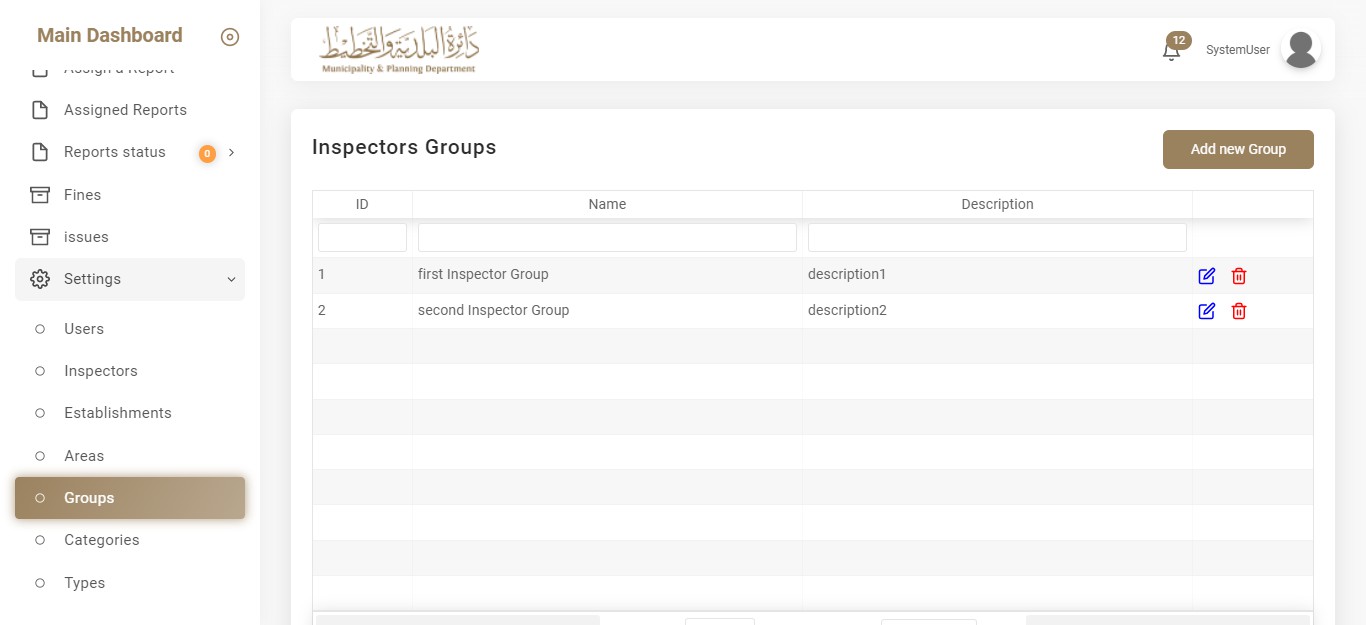 Main Dashboard
Assign a Report
Assigned Reports
Reports status 0
Fines
issues
Settings
Users
Inspectors
Establishments
Areas
Groups
Categories
Types
دائرة البلدية والتخطيط
Municipality & Planning Department
12
SystemUser
Inspectors Groups
Add new Group
ID Name Description
1 first Inspector Group description1
2 second Inspector Group description2